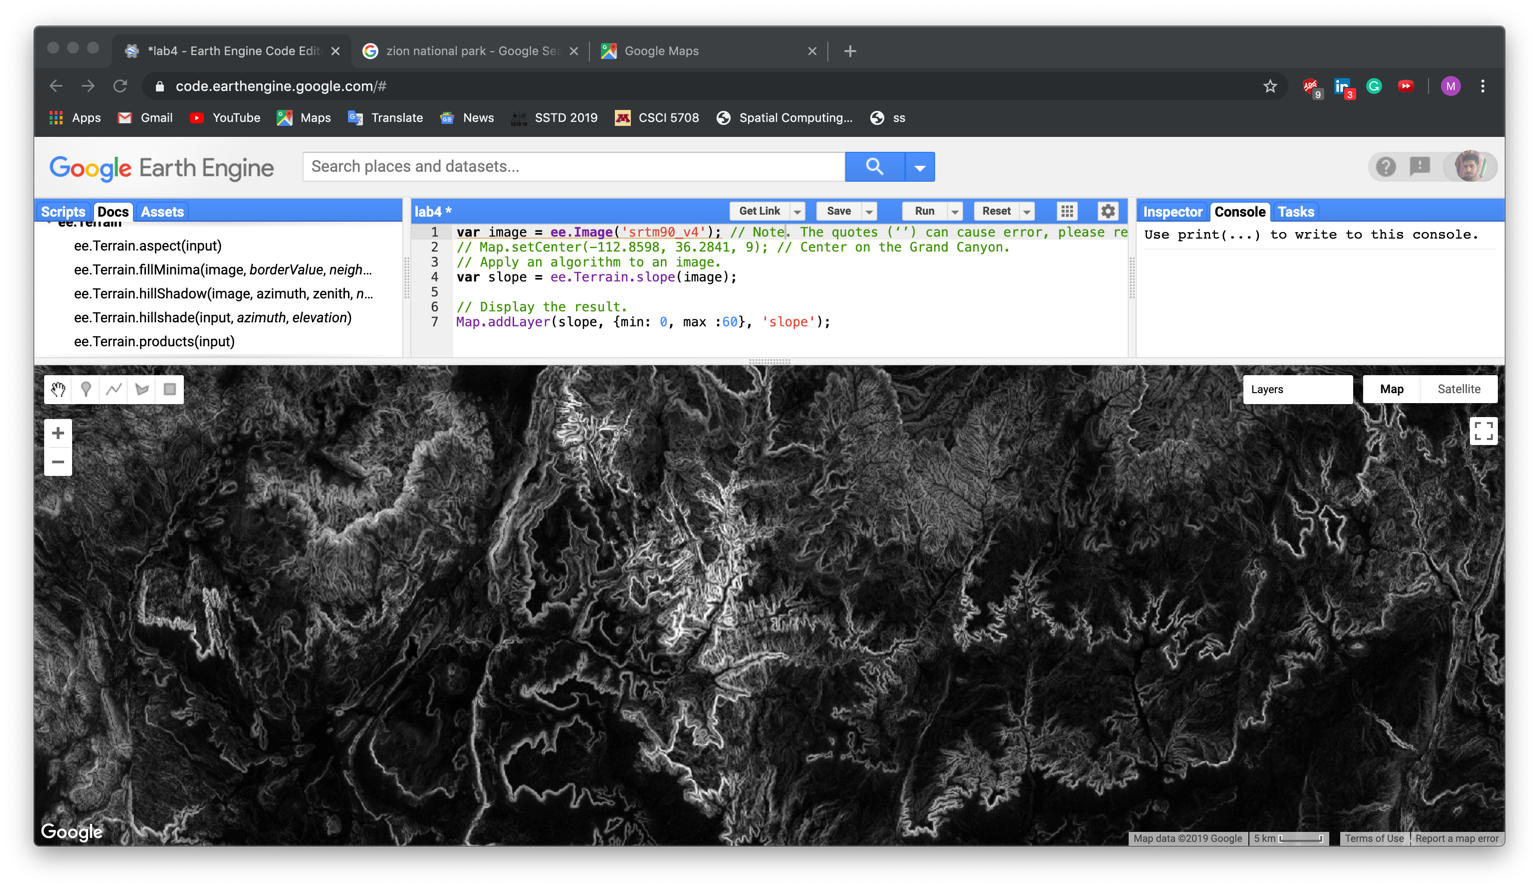 *lab4 - Earth Engine Code Edit
zion national park - Google Se
Google Maps
code.earthengine.google.com/#
9
3
M
Apps
Gmail
YouTube
Maps
Translate
News
SSTD 2019
CSCI 5708
Spatial Computing...
ss
Google Earth Engine
Search places and datasets...
Scripts
Docs
Assets
ee.Terrain
ee.Terrain.aspect(input)
ee.Terrain.fillMinima(image, borderValue, neigh...
ee.Terrain.hillShadow(image, azimuth, zenith, n...
ee.Terrain.hillshade(input, azimuth, elevation)
ee.Terrain.products(input)
lab4 *
Get Link
Save
Run
Reset
1 var image = ee.Image('srtm90_v4'); // Note. The quotes (‘’) can cause error, please re
2 // Map.setCenter(-112.8598, 36.2841, 9); // Center on the Grand Canyon.
3 // Apply an algorithm to an image.
4 var slope = ee.Terrain.slope(image);
5
6 // Display the result.
7 Map.addLayer(slope, {min: 0, max :60}, 'slope');
Inspector
Console
Tasks
Use print(...) to write to this console.
Layers
Map
Satellite
Google
Map data ©2019 Google
5 km
Terms of Use
Report a map error